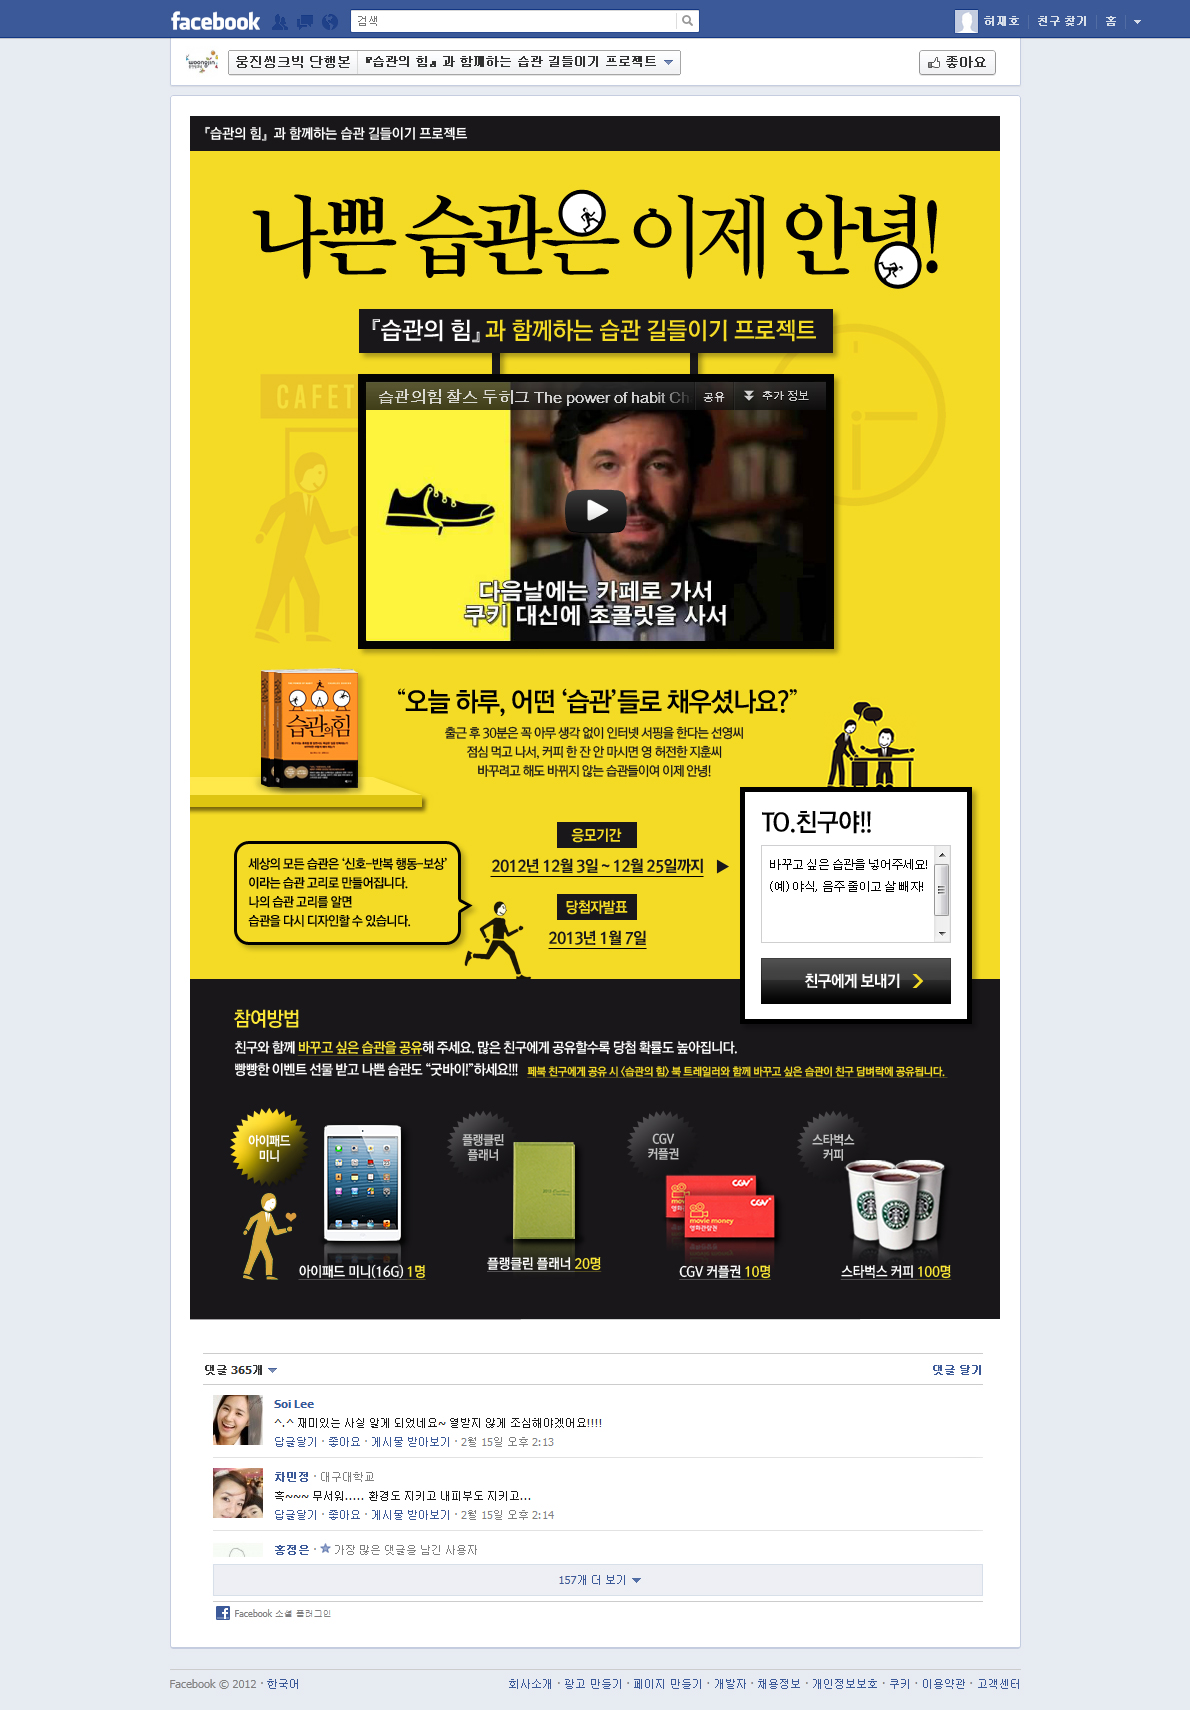 facebook
검색
허재호
친구 찾기
홈
woongjin
웅진씽크빅 단행본
『습관의 힘』과 함께하는 습관 길들이기 프로젝트
좋아요
『습관의 힘』과 함께하는 습관 길들이기 프로젝트
나쁜 습관은 이제 안녕!
『습관의 힘』과 함께하는 습관 길들이기 프로젝트
CAFET
습관의힘 찰스 두히그 The power of habit Ch
공유
추가 정보
다음날에는 카페로 가서
쿠키 대신에 초콜릿을 사서
습관의힘
“오늘 하루, 어떤 ‘습관’들로 채우셨나요?”
출근 후 30분은 꼭 아무 생각 없이 인터넷 서핑을 한다는 선영씨
점심 먹고 나서, 커피 한 잔 안 마시면 영 허전한 지훈씨
바꾸려고 해도 바뀌지 않는 습관들이여 이제 안녕!
세상의 모든 습관은 ‘신호-반복 행동-보상’
이라는 습관 고리로 만들어집니다.
나의 습관 고리를 알면
습관을 다시 디자인할 수 있습니다.
응모기간
2012년 12월 3일 ~ 12월 25일까지
당첨자발표
2013년 1월 7일
TO.친구야!!
바꾸고 싶은 습관을 넣어주세요!
(예) 야식, 음주 줄이고 살 빼자!
친구에게 보내기
참여방법
친구와 함께 바꾸고 싶은 습관을 공유해 주세요. 많은 친구에게 공유할수록 당첨 확률도 높아집니다.
빵빵한 이벤트 선물 받고 나쁜 습관도 “굿바이!”하세요!!! 페북 친구에게 공유 시 <습관의 힘> 북 트레일러와 함께 바꾸고 싶은 습관이 친구 담벼락에 공유됩니다.
아이패드
미니
플랭클린
플래너
CGV
커플권
스타벅스
커피
CGV
movie money
영화관람권
아이패드 미니(16G) 1명
플랭클린 플래너 20명
CGV 커플권 10명
스타벅스 커피 100명
댓글 365개
댓글 달기
Soi Lee
^.^ 재미있는 사실 알게 되었네요~ 열받지 않게 조심해야겠어요!!!!
답글달기 · 좋아요 · 게시물 받아보기 · 2월 15일 오후 2:13
차민정 · 대구대학교
혹~~~ 무서워..... 환경도 지키고 내피부도 지키고...
답글달기 · 좋아요 · 게시물 받아보기 · 2월 15일 오후 2:14
홍정은 · 가장 많은 댓글을 남긴 사용자
157개 더 보기
Facebook 소셜 플러그인
Facebook © 2012 · 한국어
회사소개 · 광고 만들기 · 페이지 만들기 · 개발자 · 채용정보 · 개인정보보호 · 쿠키 · 이용약관 · 고객센터